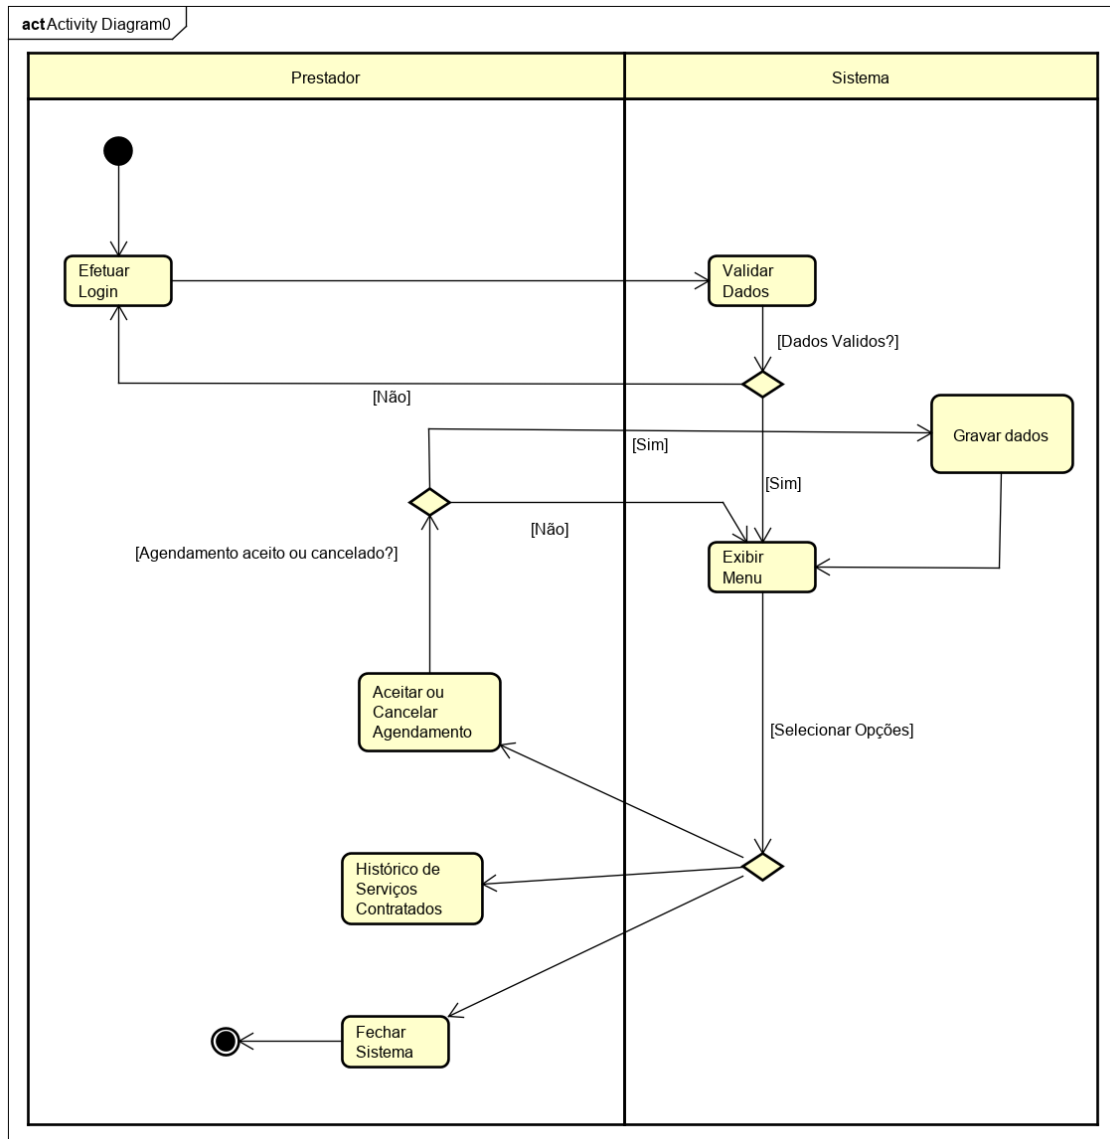 act Activity Diagram0
Prestador
Sistema
Efetuar
Login
Validar
Dados
[Dados Validos?]
[Não]
Gravar dados
[Sim]
[Sim]
[Não]
[Agendamento aceito ou cancelado?]
Exibir
Menu
Aceitar ou
Cancelar
Agendamento
[Selecionar Opções]
Histórico de
Serviços
Contratados
Fechar
Sistema